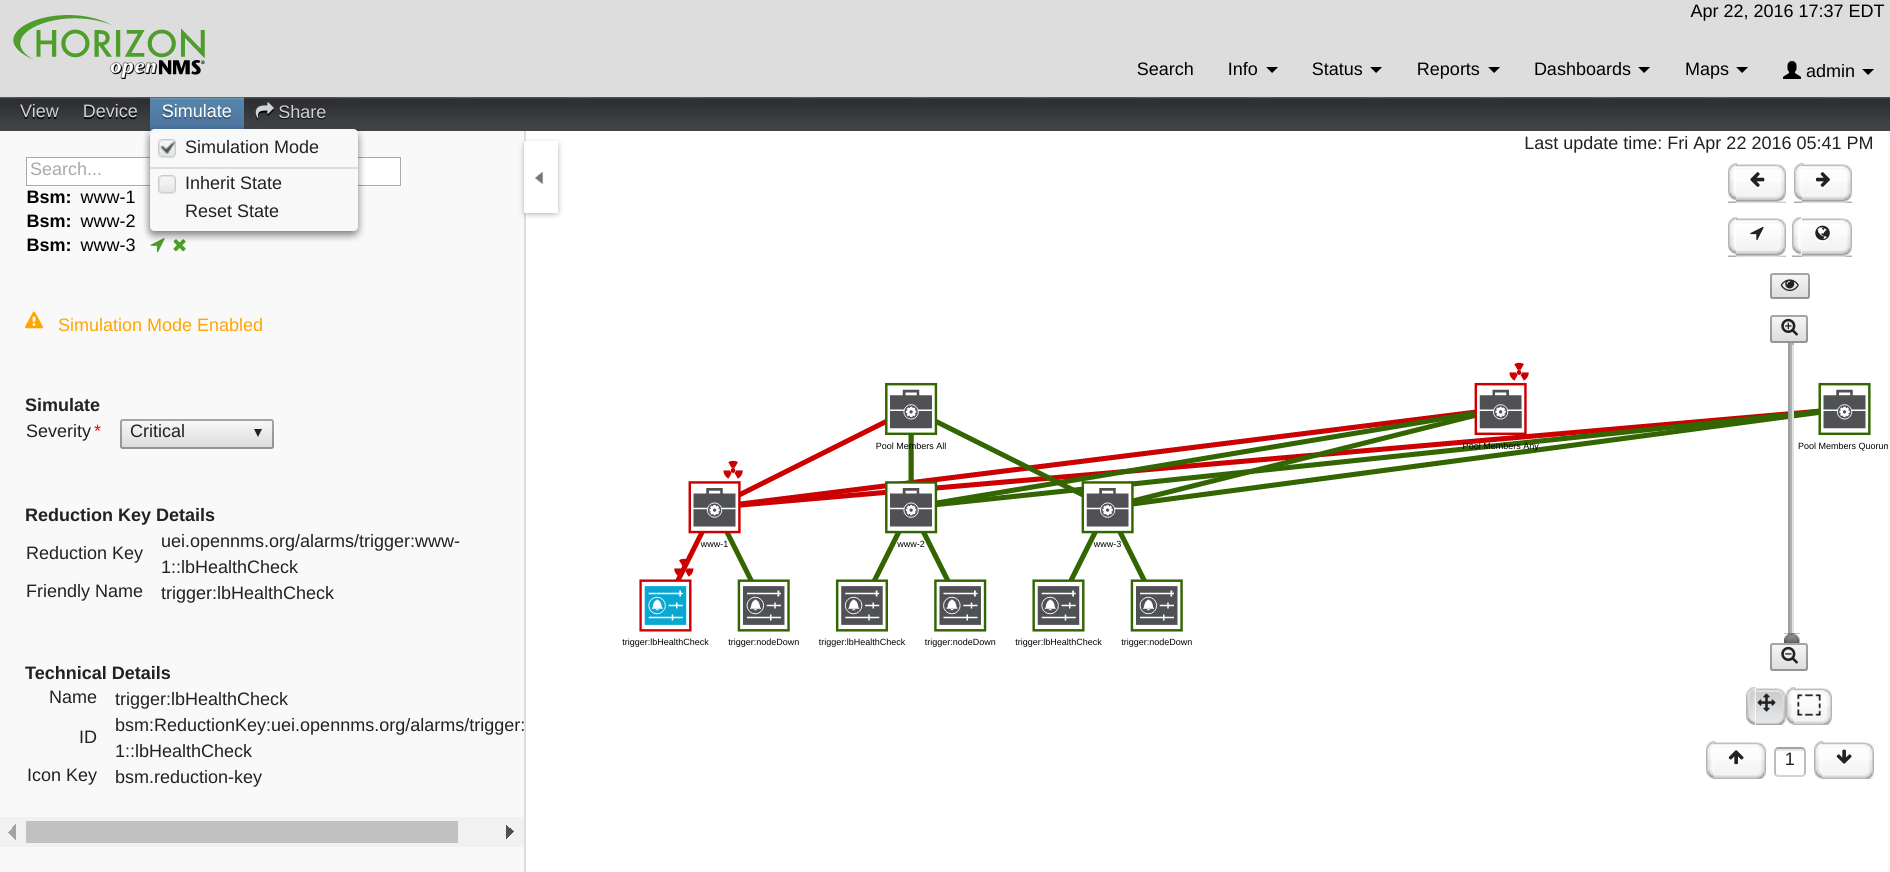 Apr 22, 2016 17:37 EDT
HORIZON
openNMS
Search Info Status Reports Dashboards Maps admin
View Device Simulate Share
Simulation Mode
Inherit State
Reset State
Last update time: Fri Apr 22 2016 05:41 PM
Search...
Bsm: www-1
Bsm: www-2
Bsm: www-3
Simulation Mode Enabled
Simulate
Severity * Critical
Reduction Key Details
Reduction Key uei.opennms.org/alarms/trigger:www-
1::lbHealthCheck
Friendly Name trigger:lbHealthCheck
Technical Details
Name trigger:lbHealthCheck
ID bsm:ReductionKey:uei.opennms.org/alarms/trigger:
1::lbHealthCheck
Icon Key bsm.reduction-key
Pool Members All Pool Members Any Pool Members Quorun
www-1 www-2 www-3
trigger:lbHealthCheck trigger:nodeDown trigger:lbHealthCheck trigger:nodeDown trigger:lbHealthCheck trigger:nodeDown
1